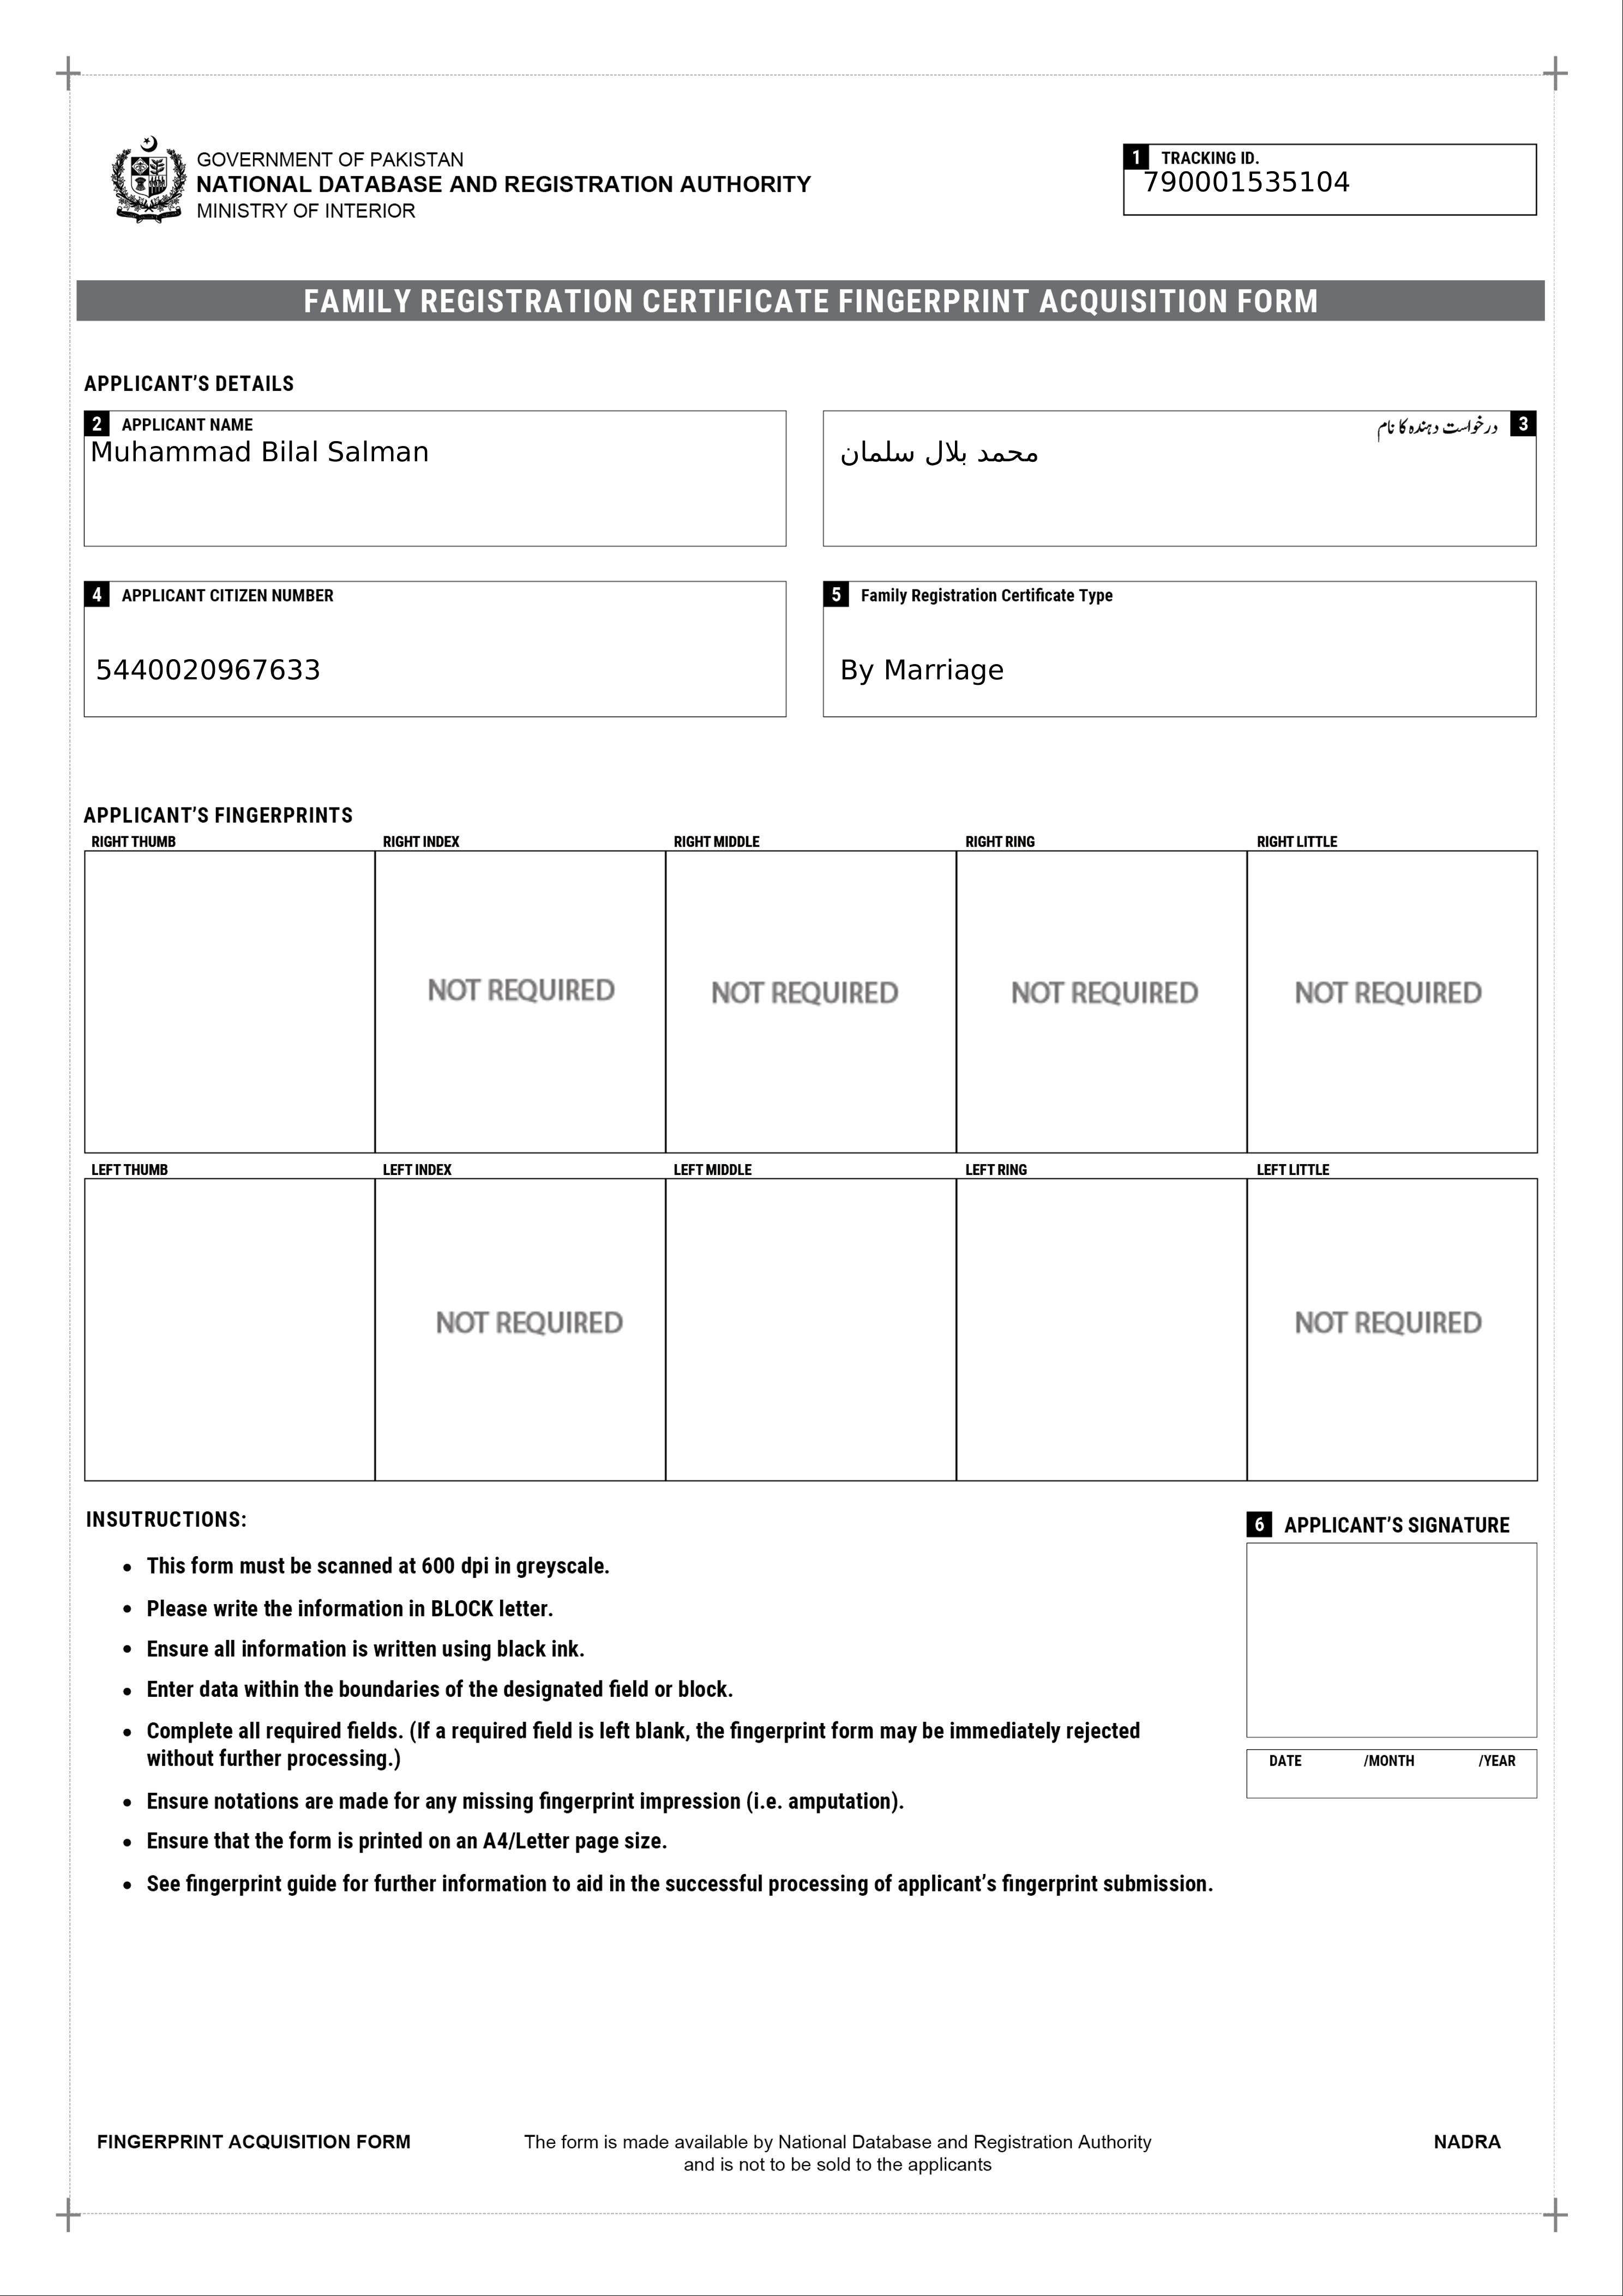 GOVERNMENT OF PAKISTAN
NATIONAL DATABASE AND REGISTRATION AUTHORITY
MINISTRY OF INTERIOR
1 TRACKING ID.
790001535104
FAMILY REGISTRATION CERTIFICATE FINGERPRINT ACQUISITION FORM
APPLICANT’S DETAILS
2 APPLICANT NAME
Muhammad Bilal Salman
3 درخواست دہندہ کا نام
محمد بلال سلمان
4 APPLICANT CITIZEN NUMBER
5440020967633
5 Family Registration Certificate Type
By Marriage
APPLICANT’S FINGERPRINTS
RIGHT THUMB RIGHT INDEX RIGHT MIDDLE RIGHT RING RIGHT LITTLE
NOT REQUIRED NOT REQUIRED NOT REQUIRED NOT REQUIRED
LEFT THUMB LEFT INDEX LEFT MIDDLE LEFT RING LEFT LITTLE
NOT REQUIRED NOT REQUIRED
INSUTRUCTIONS:
• This form must be scanned at 600 dpi in greyscale.
• Please write the information in BLOCK letter.
• Ensure all information is written using black ink.
• Enter data within the boundaries of the designated field or block.
• Complete all required fields. (If a required field is left blank, the fingerprint form may be immediately rejected
without further processing.)
• Ensure notations are made for any missing fingerprint impression (i.e. amputation).
• Ensure that the form is printed on an A4/Letter page size.
• See fingerprint guide for further information to aid in the successful processing of applicant’s fingerprint submission.
6 APPLICANT’S SIGNATURE
DATE /MONTH /YEAR
FINGERPRINT ACQUISITION FORM
The form is made available by National Database and Registration Authority
and is not to be sold to the applicants
NADRA